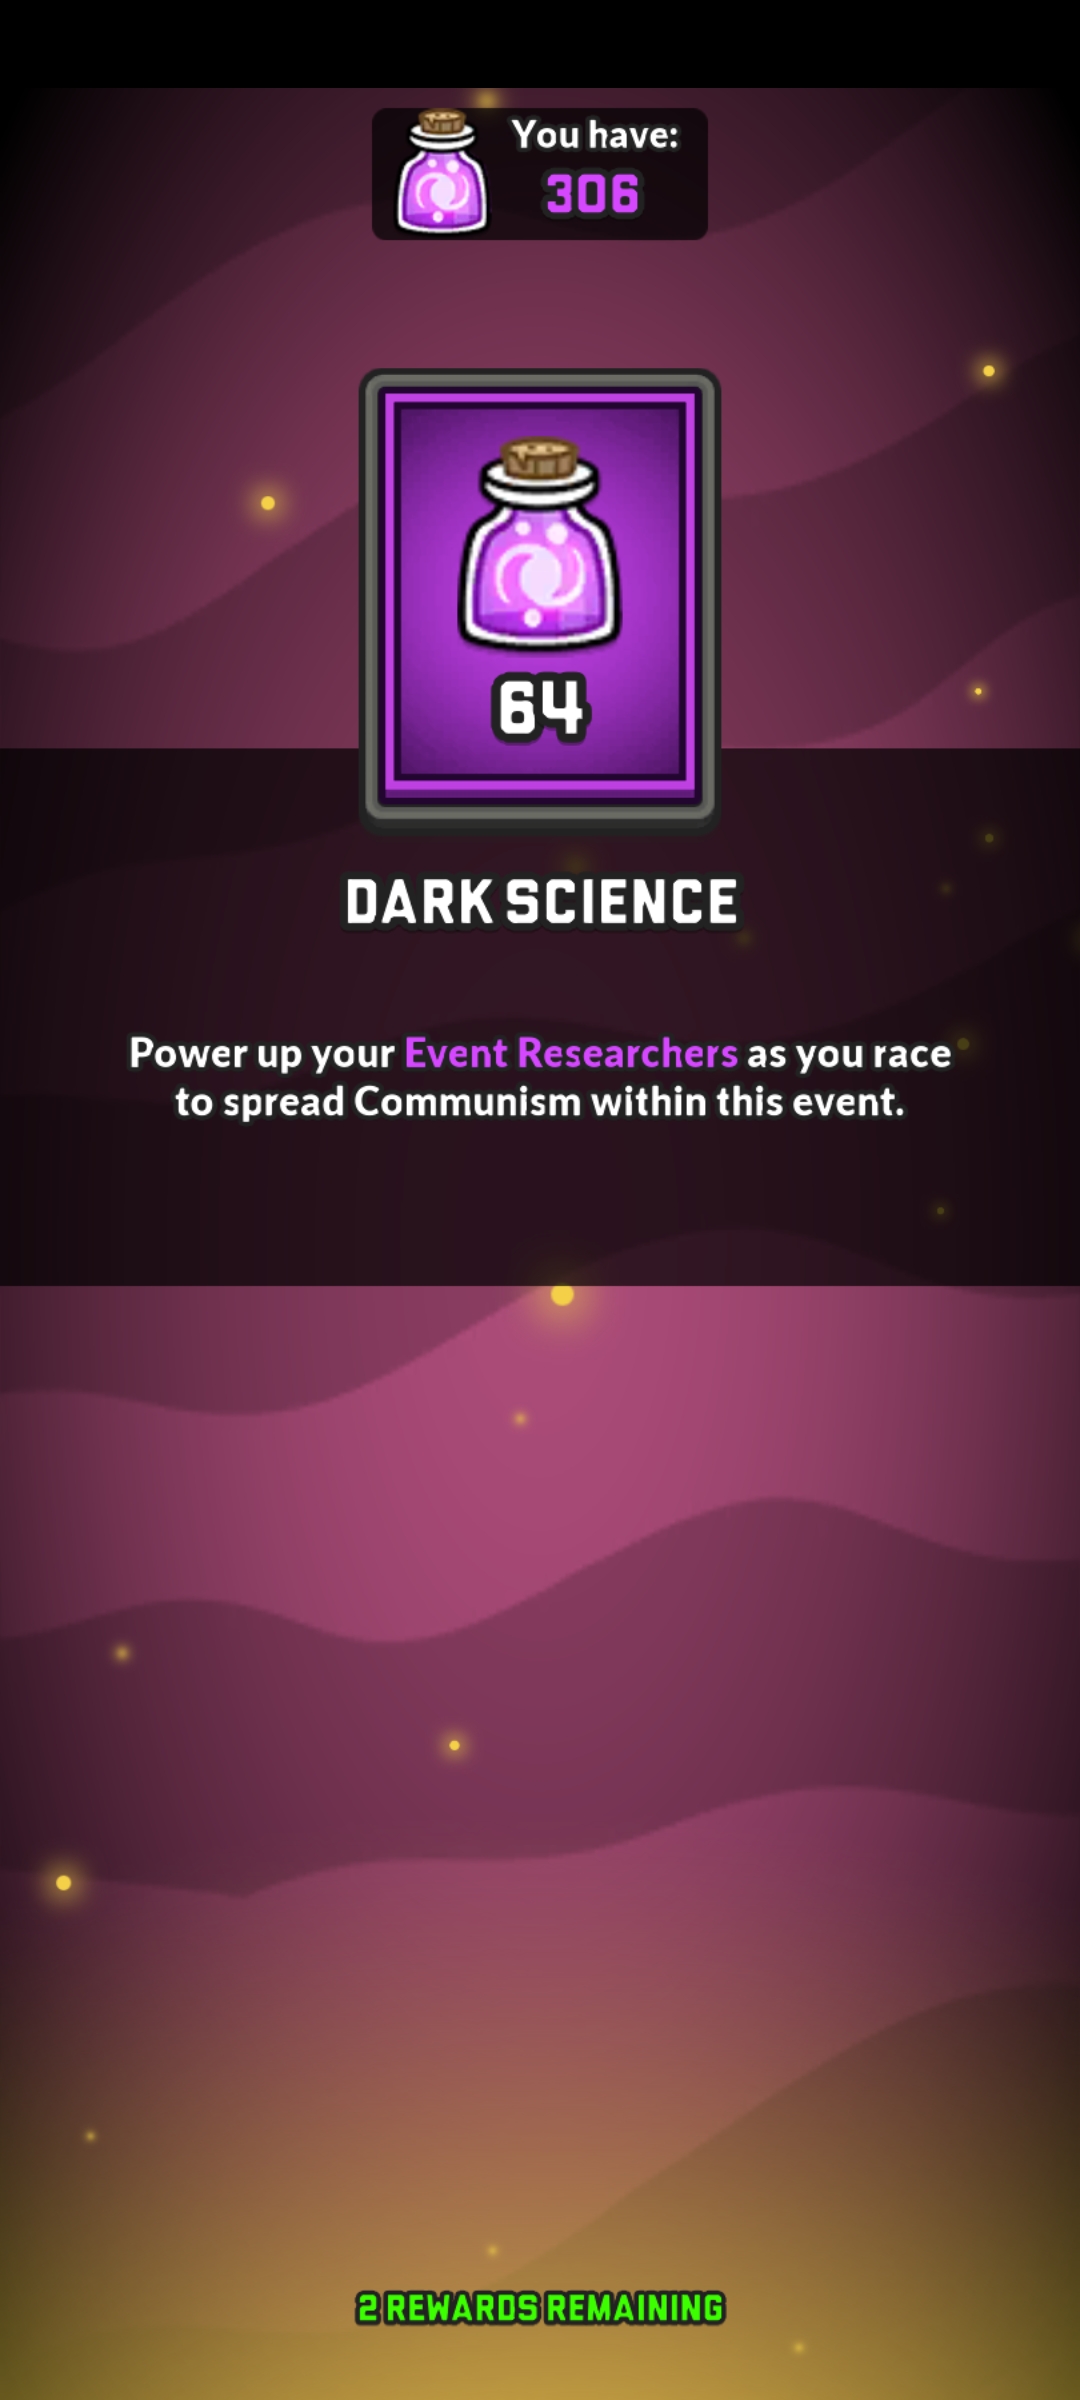 You have:
306
64
DARK SCIENCE
Power up your Event Researchers as you race
to spread Communism within this event.
2 REWARDS REMAINING